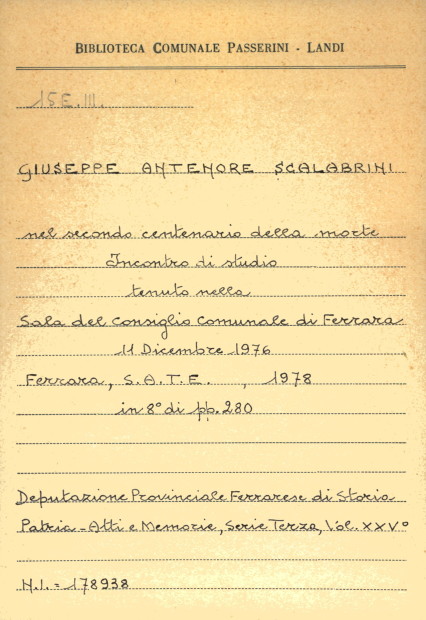 BIBLIOTECA COMUNALE PASSERINI - LANDI
15E.III.
GIUSEPPE ANTENORE SCALABRINI
nel secondo centenario della morte
Incontro di studio
tenuto nella
Sala del Consiglio Comunale di Ferrara
11 Dicembre 1976
Ferrara, S.A.T.E. , 1978
in 8° di pp. 280
Deputazione Provinciale Ferrarese di Storia
Patria - Atti e Memorie, Serie Terza, Vol. XXV°
N.I. = 178938